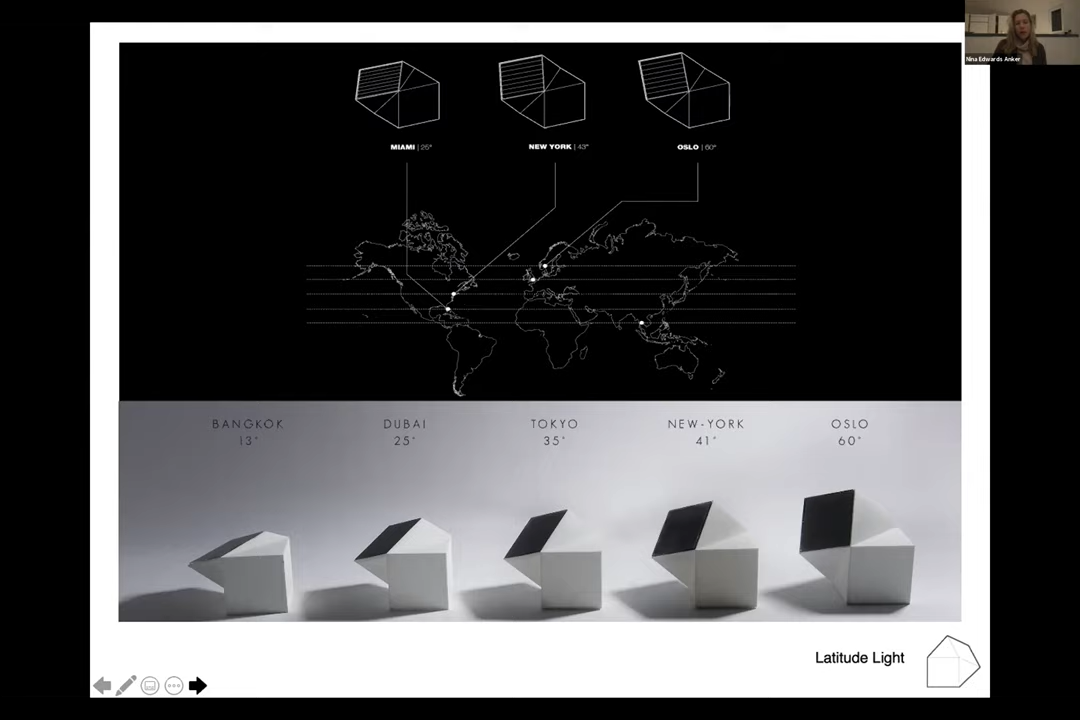 Nina Edwards Anker
MIAMI | 25°
NEW YORK | 43°
OSLO | 60°
BANGKOK
13°
DUBAI
25°
TOKYO
35°
NEW-YORK
41°
OSLO
60°
Latitude Light